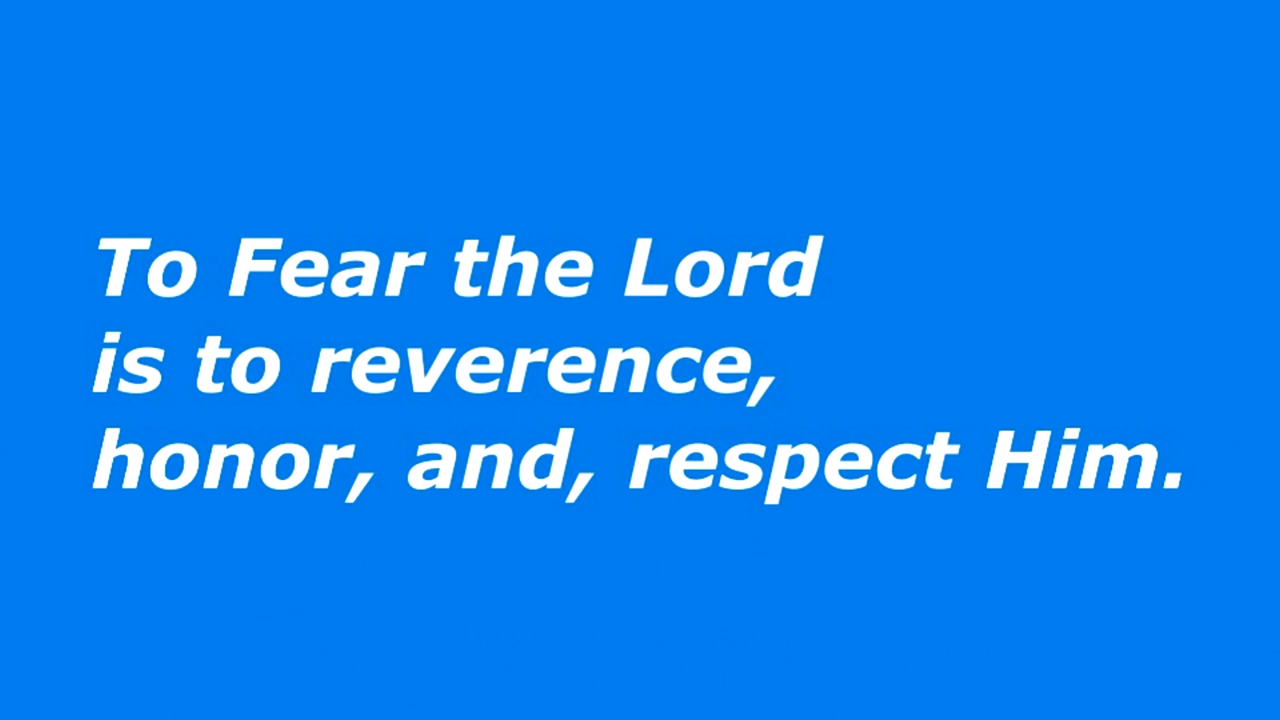 To Fear the Lord
is to reverence,
honor, and, respect Him.